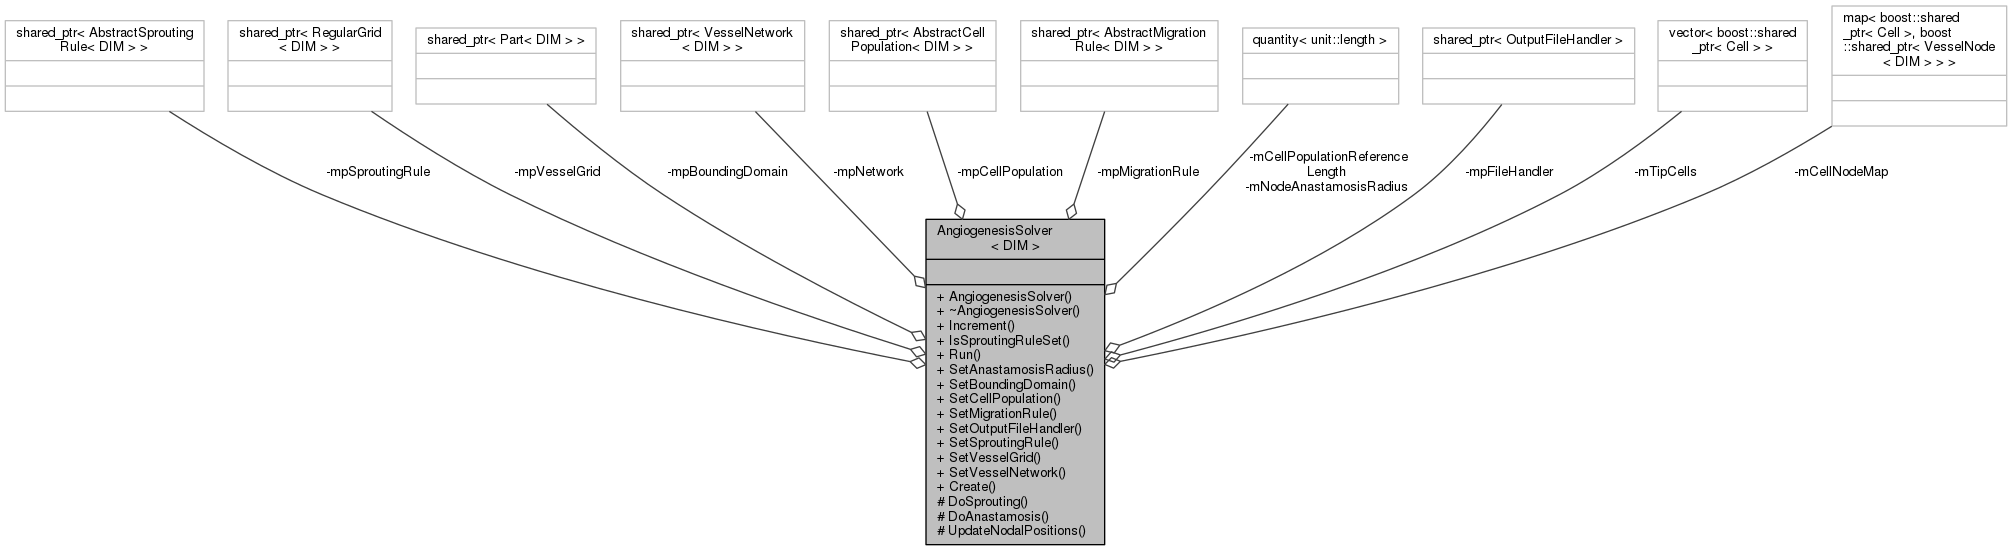 shared_ptr< AbstractSprouting
Rule< DIM > >
shared_ptr< RegularGrid
< DIM > >
shared_ptr< Part< DIM > >
shared_ptr< VesselNetwork
< DIM > >
shared_ptr< AbstractCell
Population< DIM > >
shared_ptr< AbstractMigration
Rule< DIM > >
quantity< unit::length >
shared_ptr< OutputFileHandler >
vector< boost::shared
_ptr< Cell > >
map< boost::shared
_ptr< Cell >, boost
::shared_ptr< VesselNode
< DIM > > >
-mpSproutingRule
-mpVesselGrid
-mpBoundingDomain
-mpNetwork
-mpCellPopulation
-mpMigrationRule
-mCellPopulationReference
Length
-mNodeAnastamosisRadius
-mpFileHandler
-mTipCells
-mCellNodeMap
AngiogenesisSolver
< DIM >
+ AngiogenesisSolver()
+ ~AngiogenesisSolver()
+ Increment()
+ IsSproutingRuleSet()
+ Run()
+ SetAnastamosisRadius()
+ SetBoundingDomain()
+ SetCellPopulation()
+ SetMigrationRule()
+ SetOutputFileHandler()
+ SetSproutingRule()
+ SetVesselGrid()
+ SetVesselNetwork()
+ Create()
# DoSprouting()
# DoAnastamosis()
# UpdateNodalPositions()